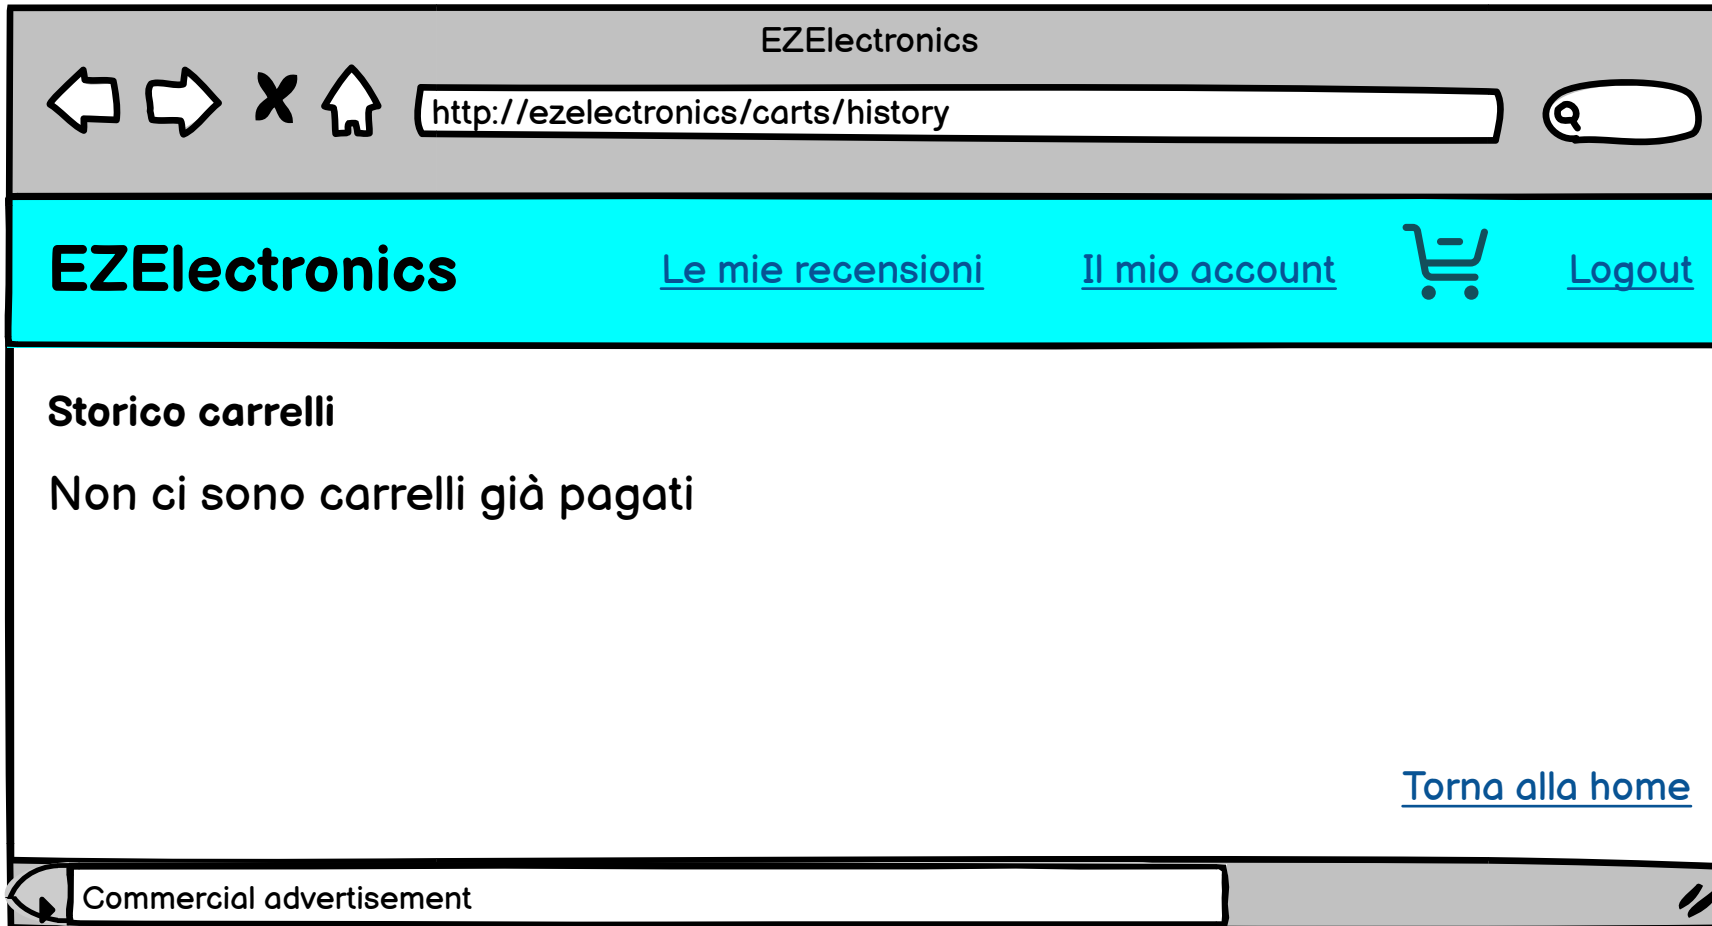 EZElectronics
http://ezelectronics/carts/history
EZElectronics Le mie recensioni Il mio account Logout
Storico carrelli
Non ci sono carrelli già pagati
Torna alla home
Commercial advertisement